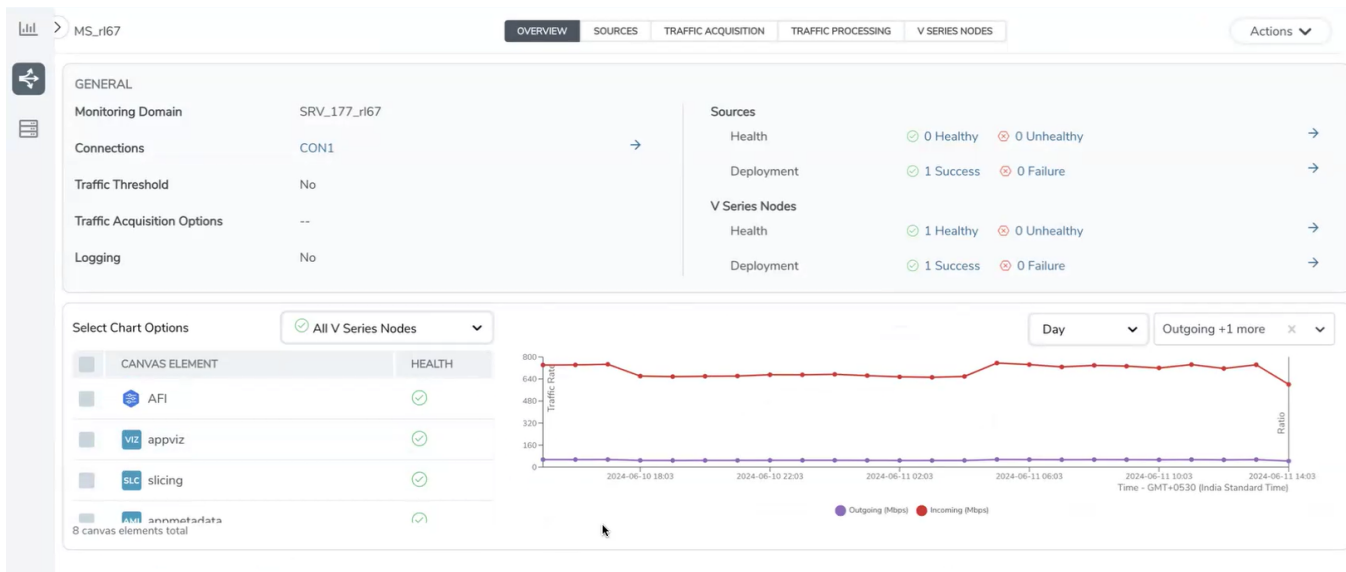 MS_rl67
OVERVIEW SOURCES TRAFFIC ACQUISITION TRAFFIC PROCESSING V SERIES NODES
Actions
GENERAL
Monitoring Domain SRV_177_rl67
Connections CON1
Traffic Threshold No
Traffic Acquisition Options --
Logging No
Sources
Health 0 Healthy 0 Unhealthy
Deployment 1 Success 0 Failure
V Series Nodes
Health 1 Healthy 0 Unhealthy
Deployment 1 Success 0 Failure
Select Chart Options All V Series Nodes
Day Outgoing +1 more
CANVAS ELEMENT HEALTH
AFI
VIZ appviz
SLC slicing
AMI appmetadata
8 canvas elements total
Traffic Rate
800
640
480
320
160
0
Ratio
2024-06-10 18:03 2024-06-10 22:03 2024-06-11 02:03 2024-06-11 06:03 2024-06-11 10:03 2024-06-11 14:03
Time - GMT+0530 (India Standard Time)
Outgoing (Mbps) Incoming (Mbps)